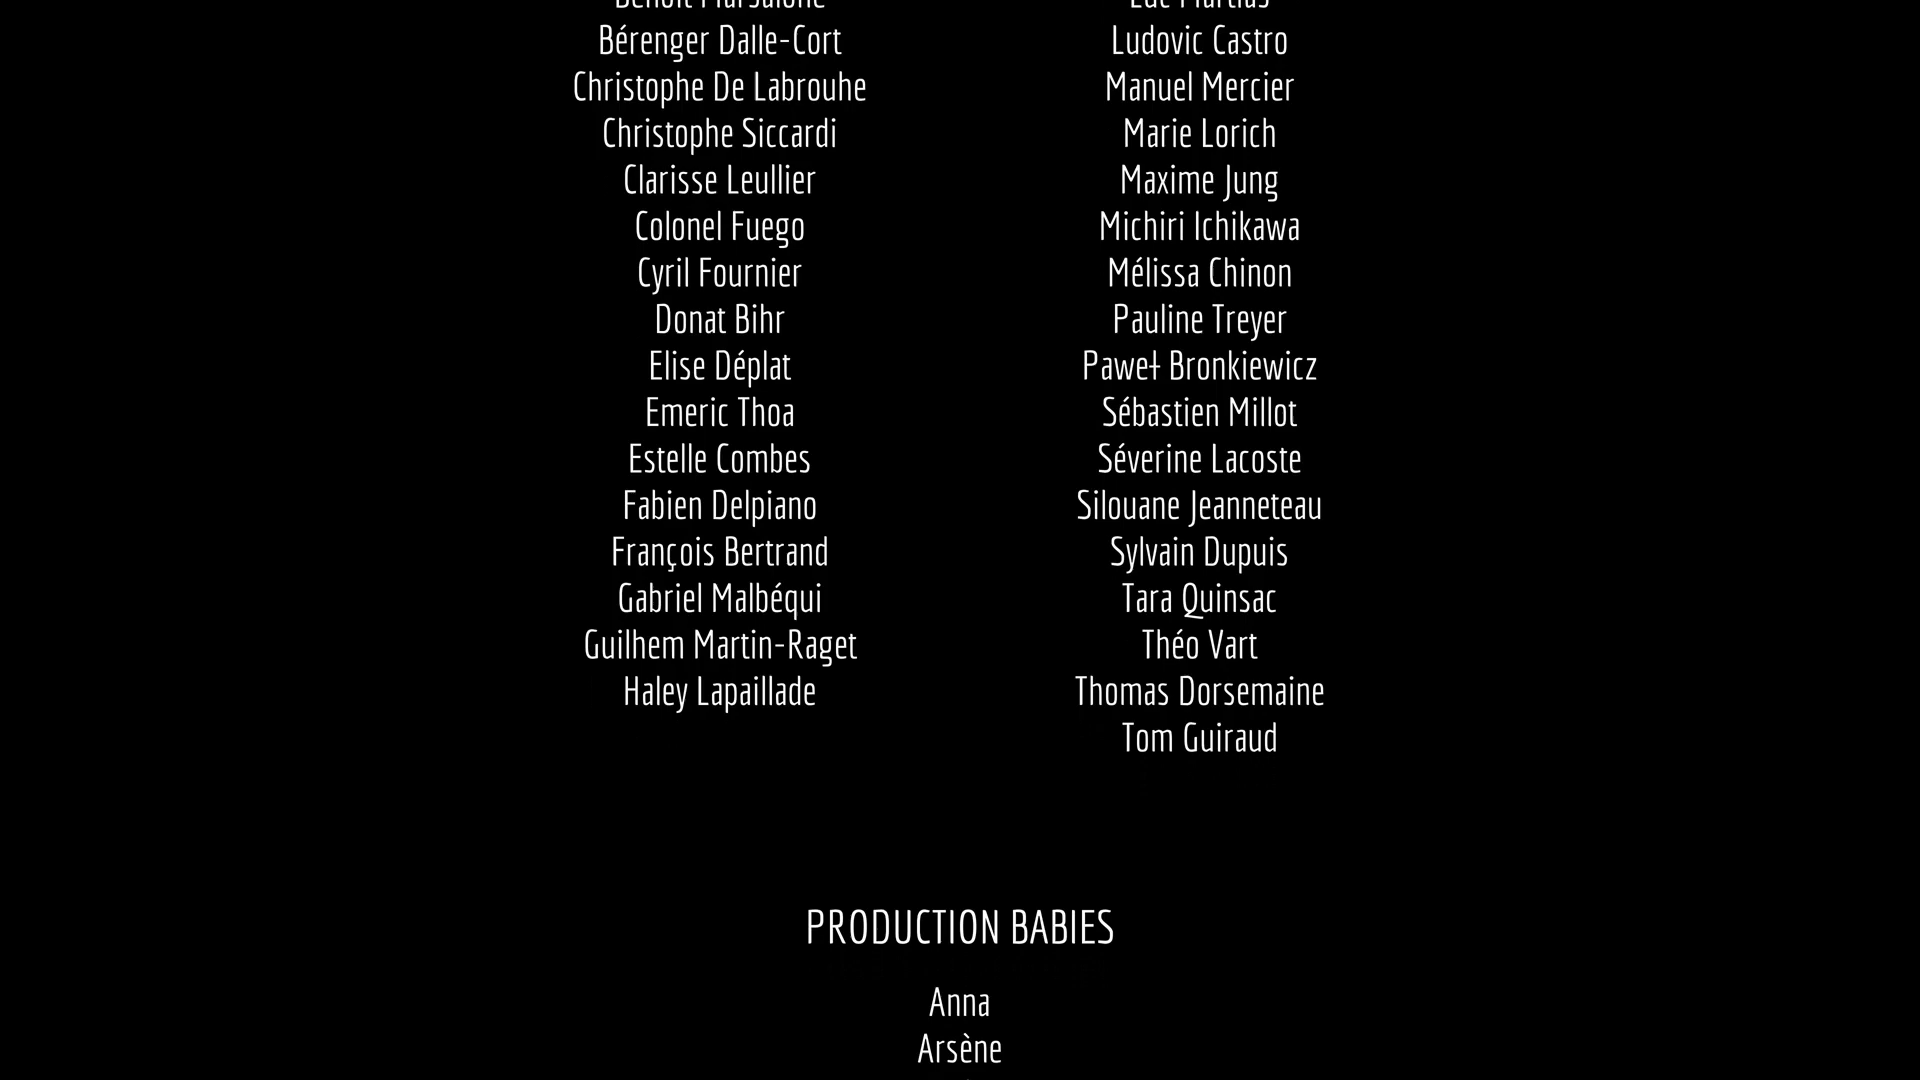 Bérenger Dalle-Cort
Christophe De Labrouhe
Christophe Siccardi
Clarisse Leullier
Colonel Fuego
Cyril Fournier
Donat Bihr
Elise Déplat
Emeric Thoa
Estelle Combes
Fabien Delpiano
François Bertrand
Gabriel Malbéqui
Guilhem Martin-Raget
Haley Lapaillade
Ludovic Castro
Manuel Mercier
Marie Lorich
Maxime Jung
Michiri Ichikawa
Mélissa Chinon
Pauline Treyer
Paweł Bronkiewicz
Sébastien Millot
Séverine Lacoste
Silouane Jeanneteau
Sylvain Dupuis
Tara Quinsac
Théo Vart
Thomas Dorsemaine
Tom Guiraud
PRODUCTION BABIES
Anna
Arsène